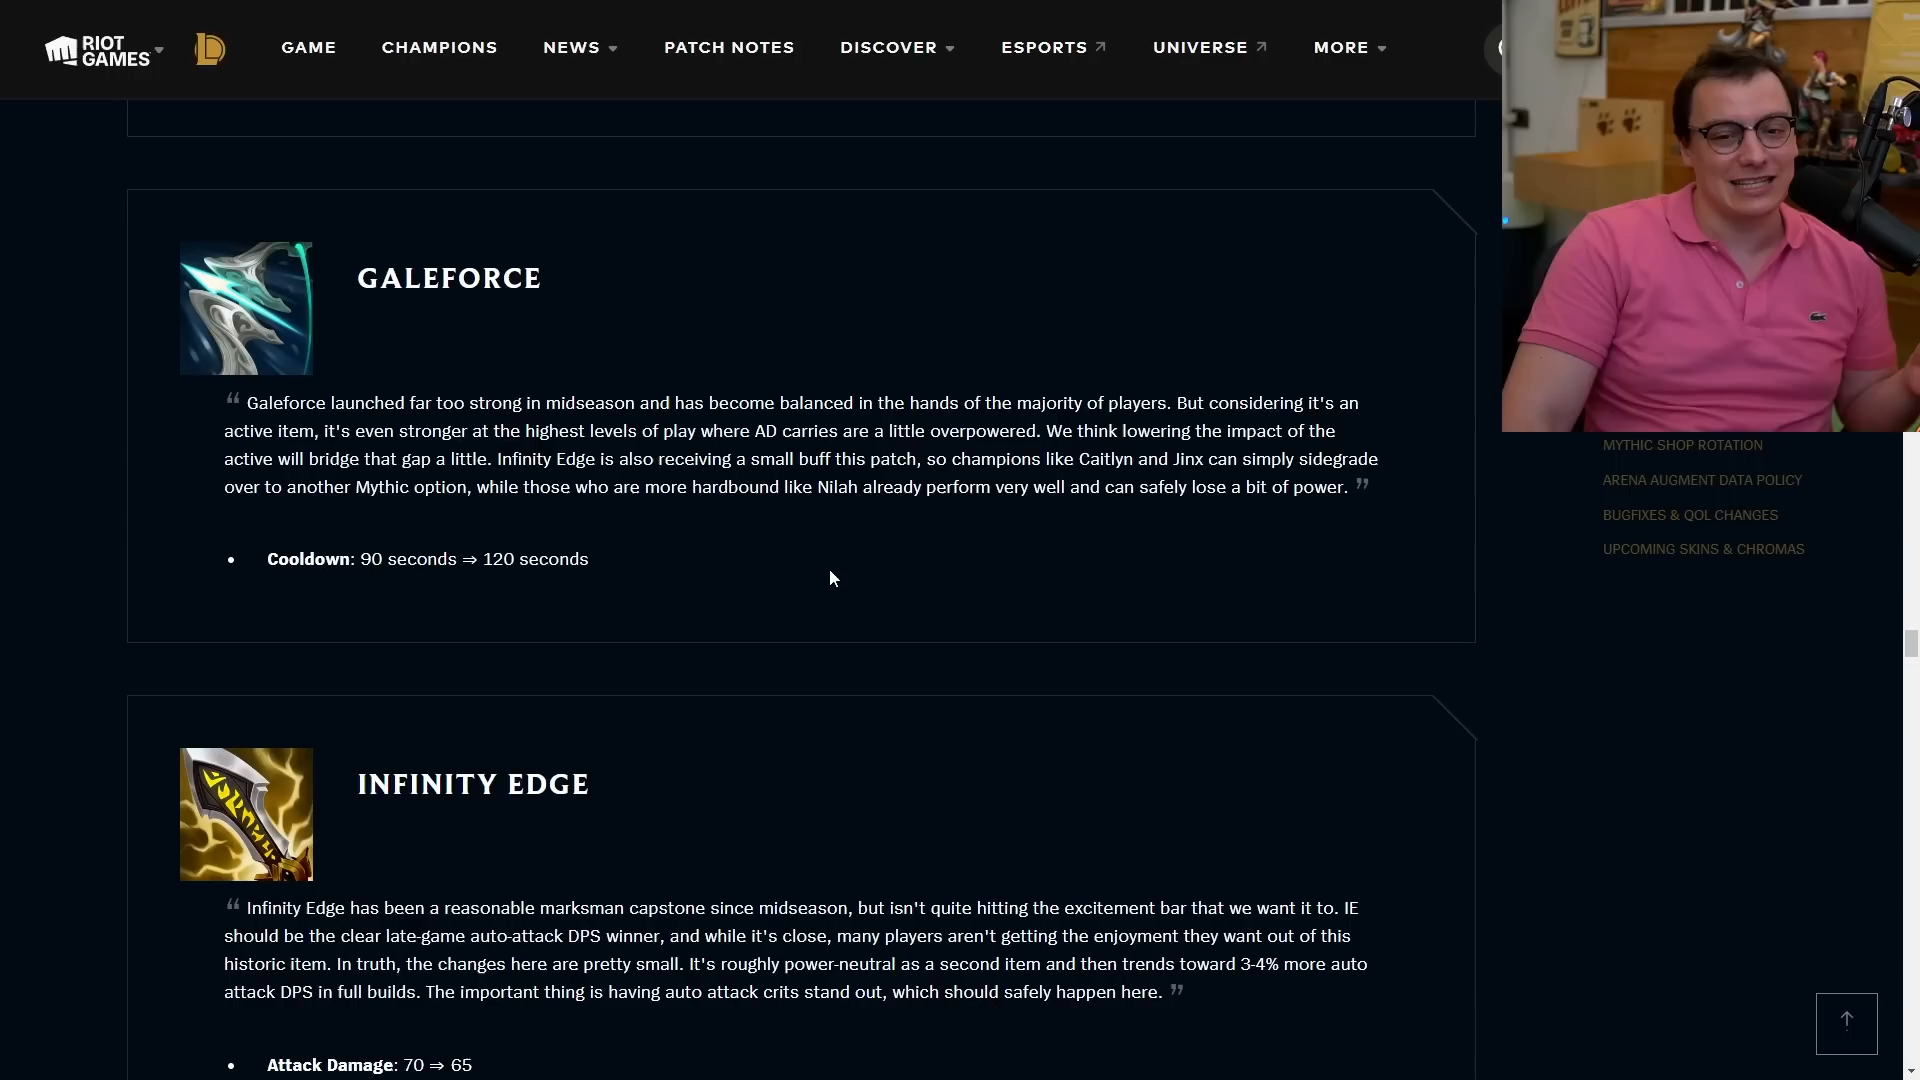 RIOT GAMES
GAME CHAMPIONS NEWS PATCH NOTES DISCOVER ESPORTS UNIVERSE MORE
GALEFORCE
“ Galeforce launched far too strong in midseason and has become balanced in the hands of the majority of players. But considering it's an
active item, it's even stronger at the highest levels of play where AD carries are a little overpowered. We think lowering the impact of the
active will bridge that gap a little. Infinity Edge is also receiving a small buff this patch, so champions like Caitlyn and Jinx can simply sidegrade
over to another Mythic option, while those who are more hardbound like Nilah already perform very well and can safely lose a bit of power. ”
• Cooldown: 90 seconds ⇒ 120 seconds
INFINITY EDGE
“ Infinity Edge has been a reasonable marksman capstone since midseason, but isn't quite hitting the excitement bar that we want it to. IE
should be the clear late-game auto-attack DPS winner, and while it's close, many players aren't getting the enjoyment they want out of this
historic item. In truth, the changes here are pretty small. It's roughly power-neutral as a second item and then trends toward 3-4% more auto
attack DPS in full builds. The important thing is having auto attack crits stand out, which should safely happen here. ”
• Attack Damage: 70 ⇒ 65
MYTHIC SHOP ROTATION
ARENA AUGMENT DATA POLICY
BUGFIXES & QOL CHANGES
UPCOMING SKINS & CHROMAS